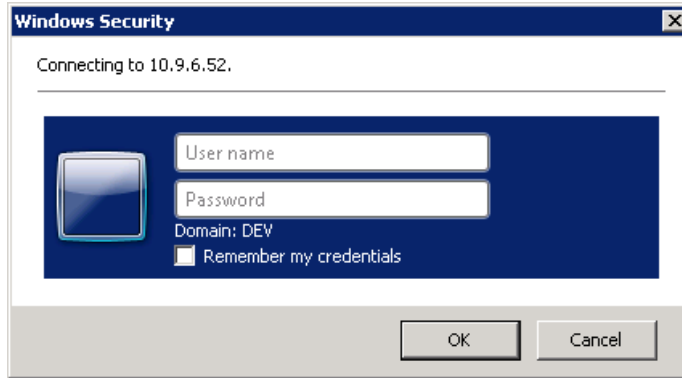 Windows Security
Connecting to 10.9.6.52.
User name
Password
Domain: DEV
Remember my credentials
OK
Cancel